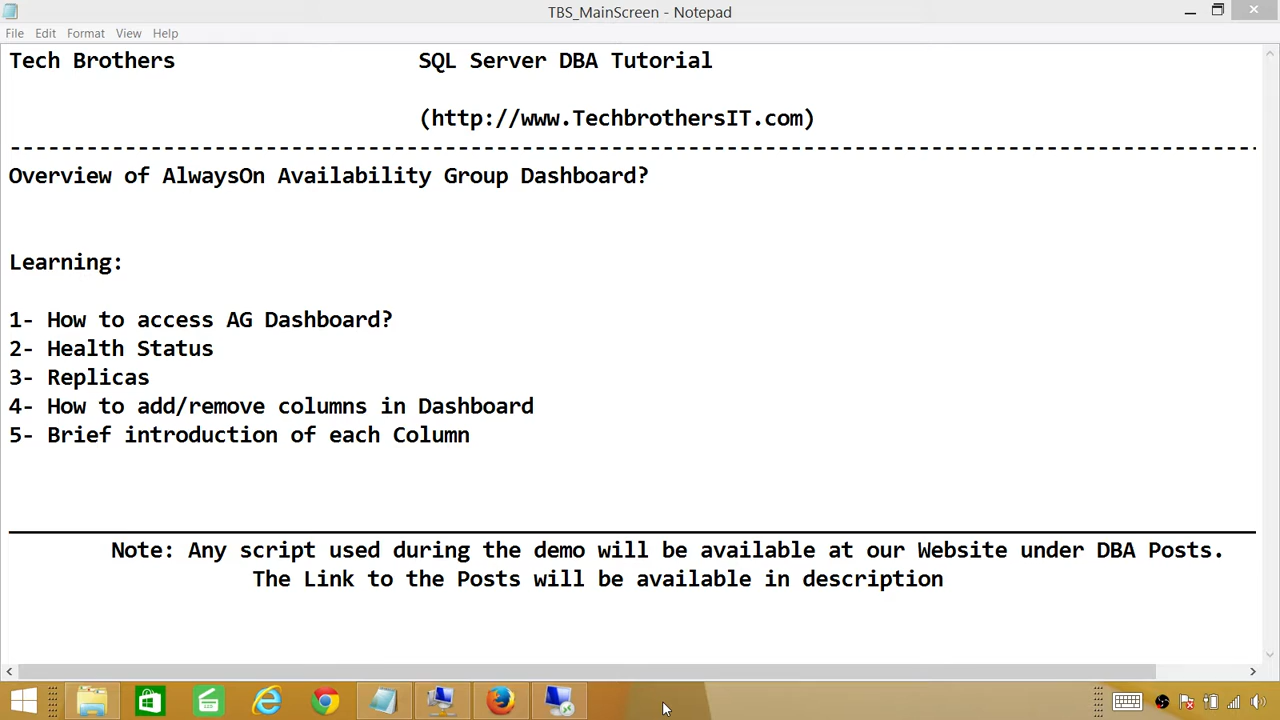 TBS_MainScreen - Notepad
File Edit Format View Help
Tech Brothers SQL Server DBA Tutorial
(http://www.TechbrothersIT.com)
--------------------------------------------------------------------------------------------------
Overview of AlwaysOn Availability Group Dashboard?
Learning:
1- How to access AG Dashboard?
2- Health Status
3- Replicas
4- How to add/remove columns in Dashboard
5- Brief introduction of each Column
Note: Any script used during the demo will be available at our Website under DBA Posts.
The Link to the Posts will be available in description